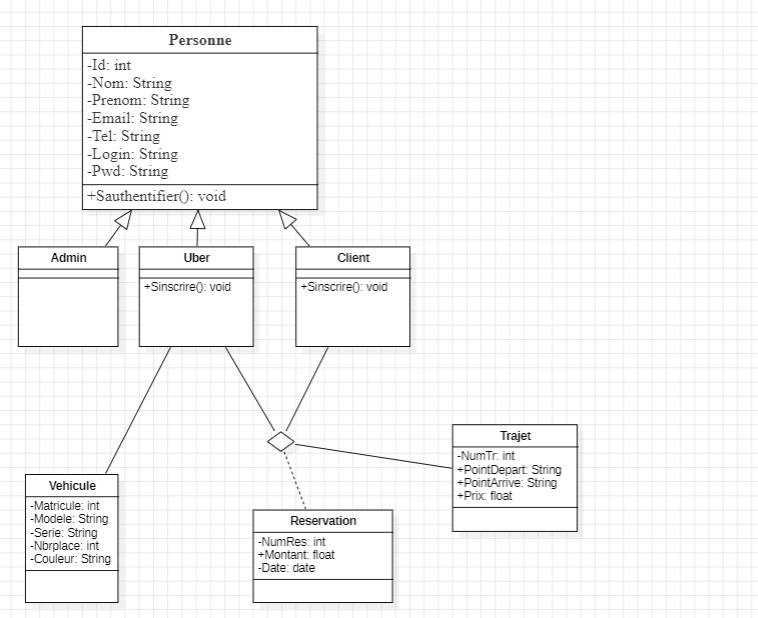 Personne
-Id: int
-Nom: String
-Prenom: String
-Email: String
-Tel: String
-Login: String
-Pwd: String
+Sauthentifier(): void
Admin
Uber
+Sinscrire(): void
Client
+Sinscrire(): void
Trajet
-NumTr: int
+PointDepart: String
+PointArrive: String
+Prix: float
Vehicule
-Matricule: int
-Modele: String
-Serie: String
-Nbrplace: int
-Couleur: String
Reservation
-NumRes: int
+Montant: float
-Date: date